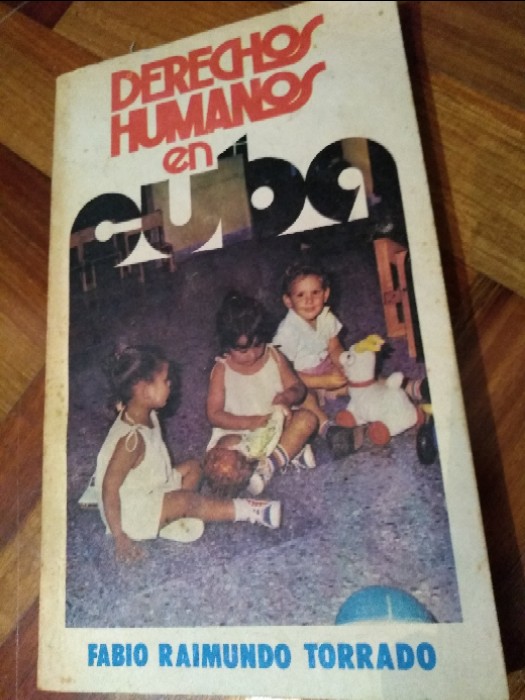 DERECHOS
HUMANOS
en
cuba
FABIO RAIMUNDO TORRADO